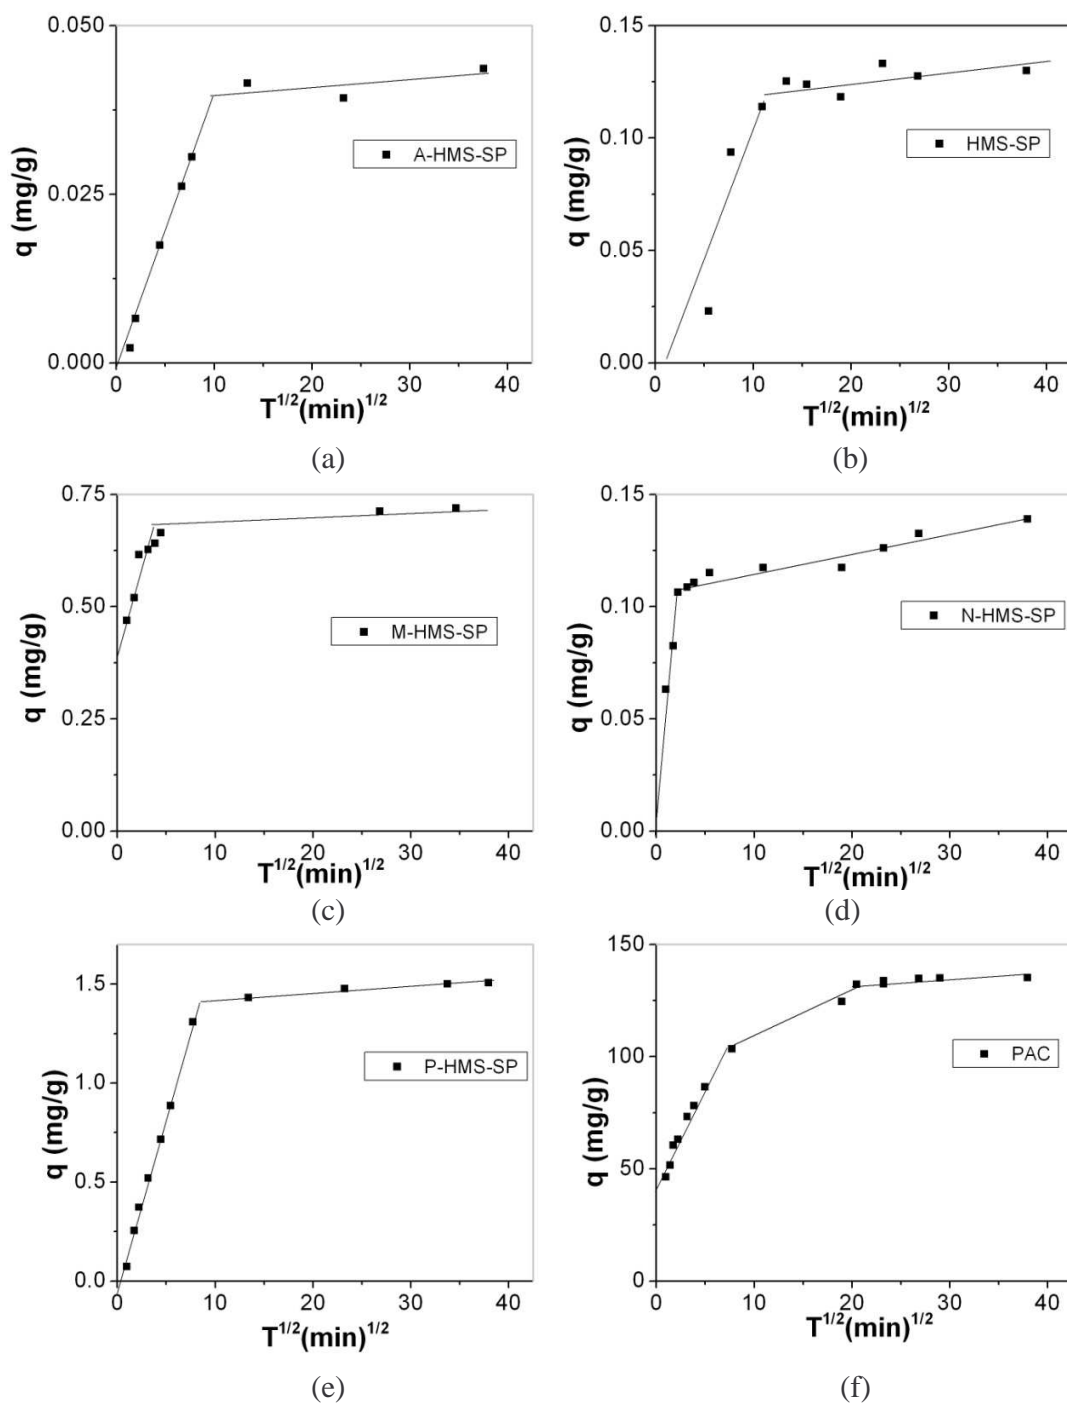 0.050
0.025
0.000
q (mg/g)
A-HMS-SP
0 10 20 30 40
T1/2(min)1/2
(a)
0.15
0.10
0.05
0.00
q (mg/g)
HMS-SP
0 10 20 30 40
T1/2(min)1/2
(b)
0.75
0.50
0.25
0.00
q (mg/g)
M-HMS-SP
0 10 20 30 40
T1/2(min)1/2
(c)
0.15
0.10
0.05
0.00
q (mg/g)
N-HMS-SP
0 10 20 30 40
T1/2(min)1/2
(d)
1.5
1.0
0.5
0.0
q (mg/g)
P-HMS-SP
0 10 20 30 40
T1/2(min)1/2
(e)
150
100
50
0
q (mg/g)
PAC
0 10 20 30 40
T1/2(min)1/2
(f)